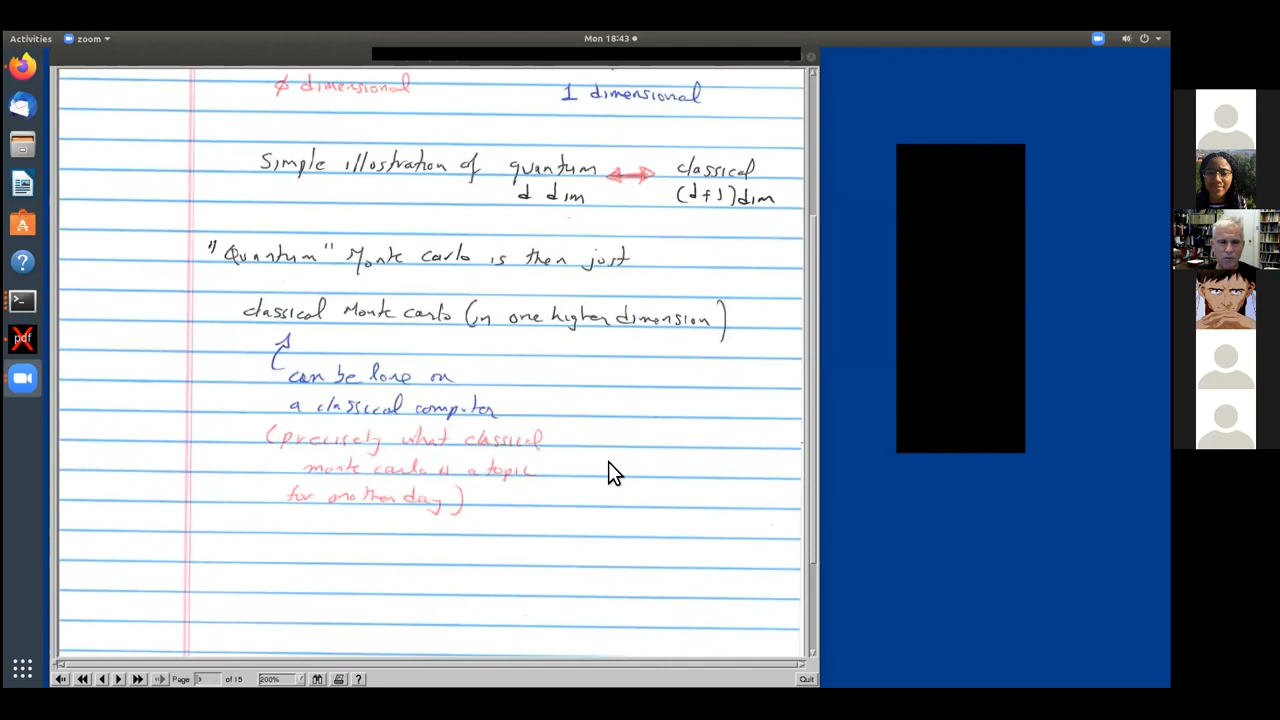 Activities zoom Mon 18:43
ø dimensional 1 dimensional
Simple illustration of quantum classical
d dim (d+1) dim
"Quantum" Monte Carlo is then just
classical Monte Carlo (in one higher dimension)
can be done on
a classical computer
(precisely what classical
monte carlo is a topic
for another day)
pdf
Page 3 of 15 200% ? Quit